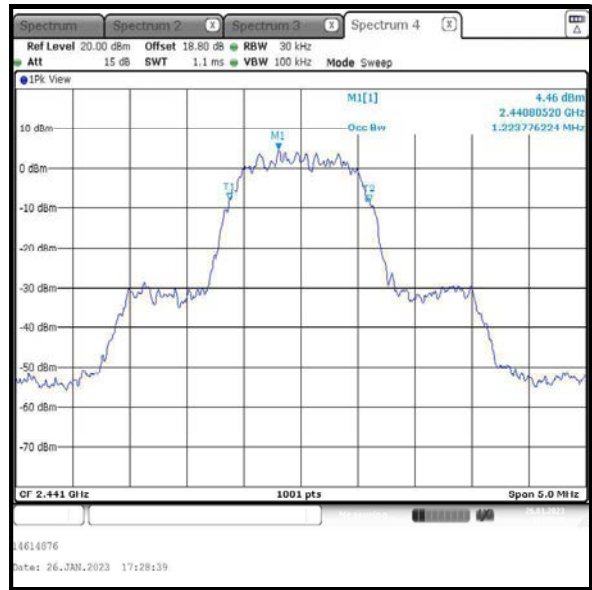 Spectrum Spectrum 2 X Spectrum 3 X Spectrum 4 X
Ref Level 20.00 dBm Offset 18.80 dB RBW 30 kHz
Att 15 dB SWT 1.1 ms VBW 100 kHz Mode Sweep
1Pk View
M1[1] 4.46 dBm
2.44080520 GHz
10 dBm Occ Bw 1.223776224 MHz
M1
0 dBm
T1 T2
-10 dBm
-20 dBm
-30 dBm
-40 dBm
-50 dBm
-60 dBm
-70 dBm
CF 2.441 GHz 1001 pts Span 5.0 MHz
26.01.2023
14614876
Date: 26.JAN.2023 17:28:39